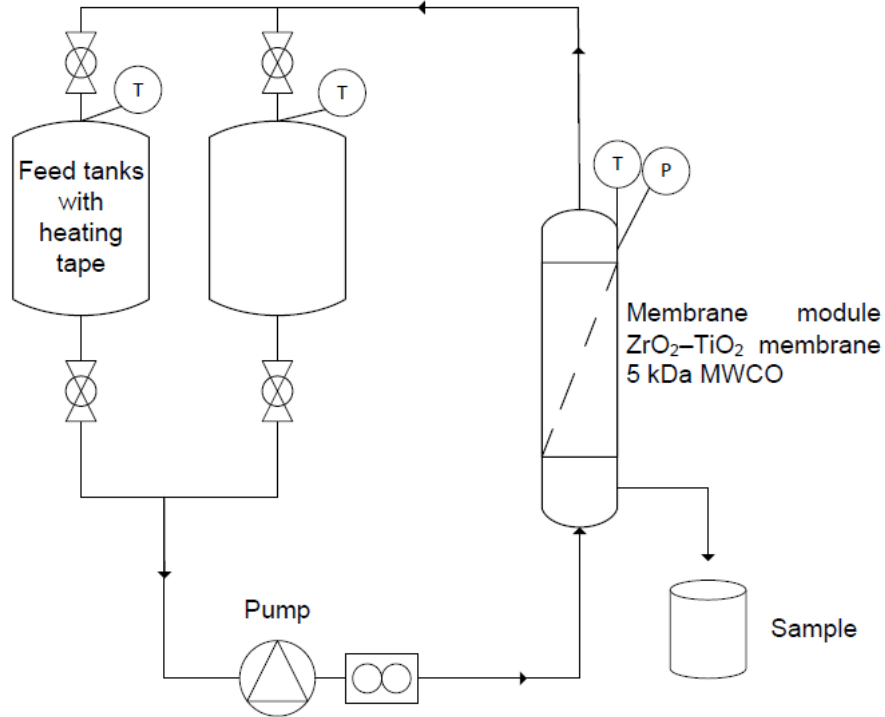 T
T
Feed tanks
with
heating
tape
T
P
Membrane module
ZrO₂–TiO₂ membrane
5 kDa MWCO
Pump
Sample